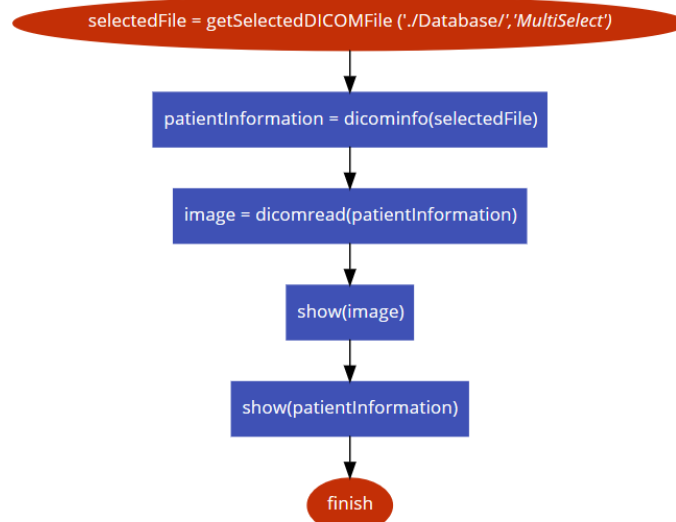 selectedFile = getSelectedDICOMFile ('./Database/','MultiSelect')
patientInformation = dicominfo(selectedFile)
image = dicomread(patientInformation)
show(image)
show(patientInformation)
finish